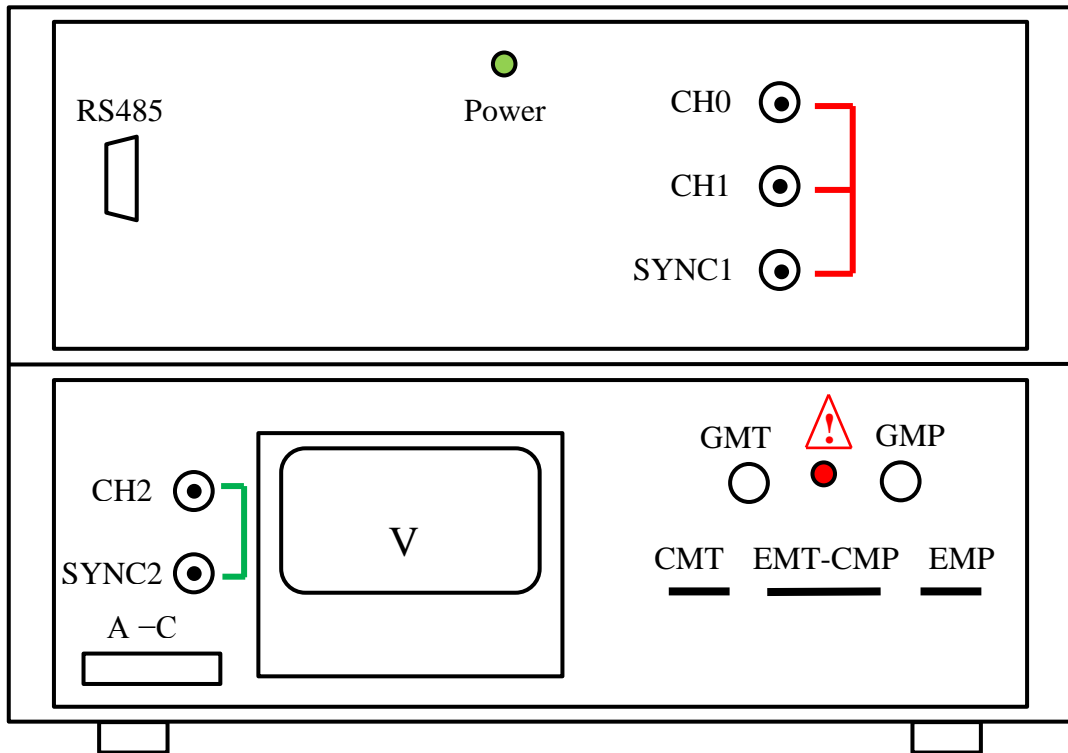 RS485
Power
CH0
CH1
SYNC1
CH2
SYNC2
A –C
V
GMT
!
GMP
CMT
EMT-CMP
EMP